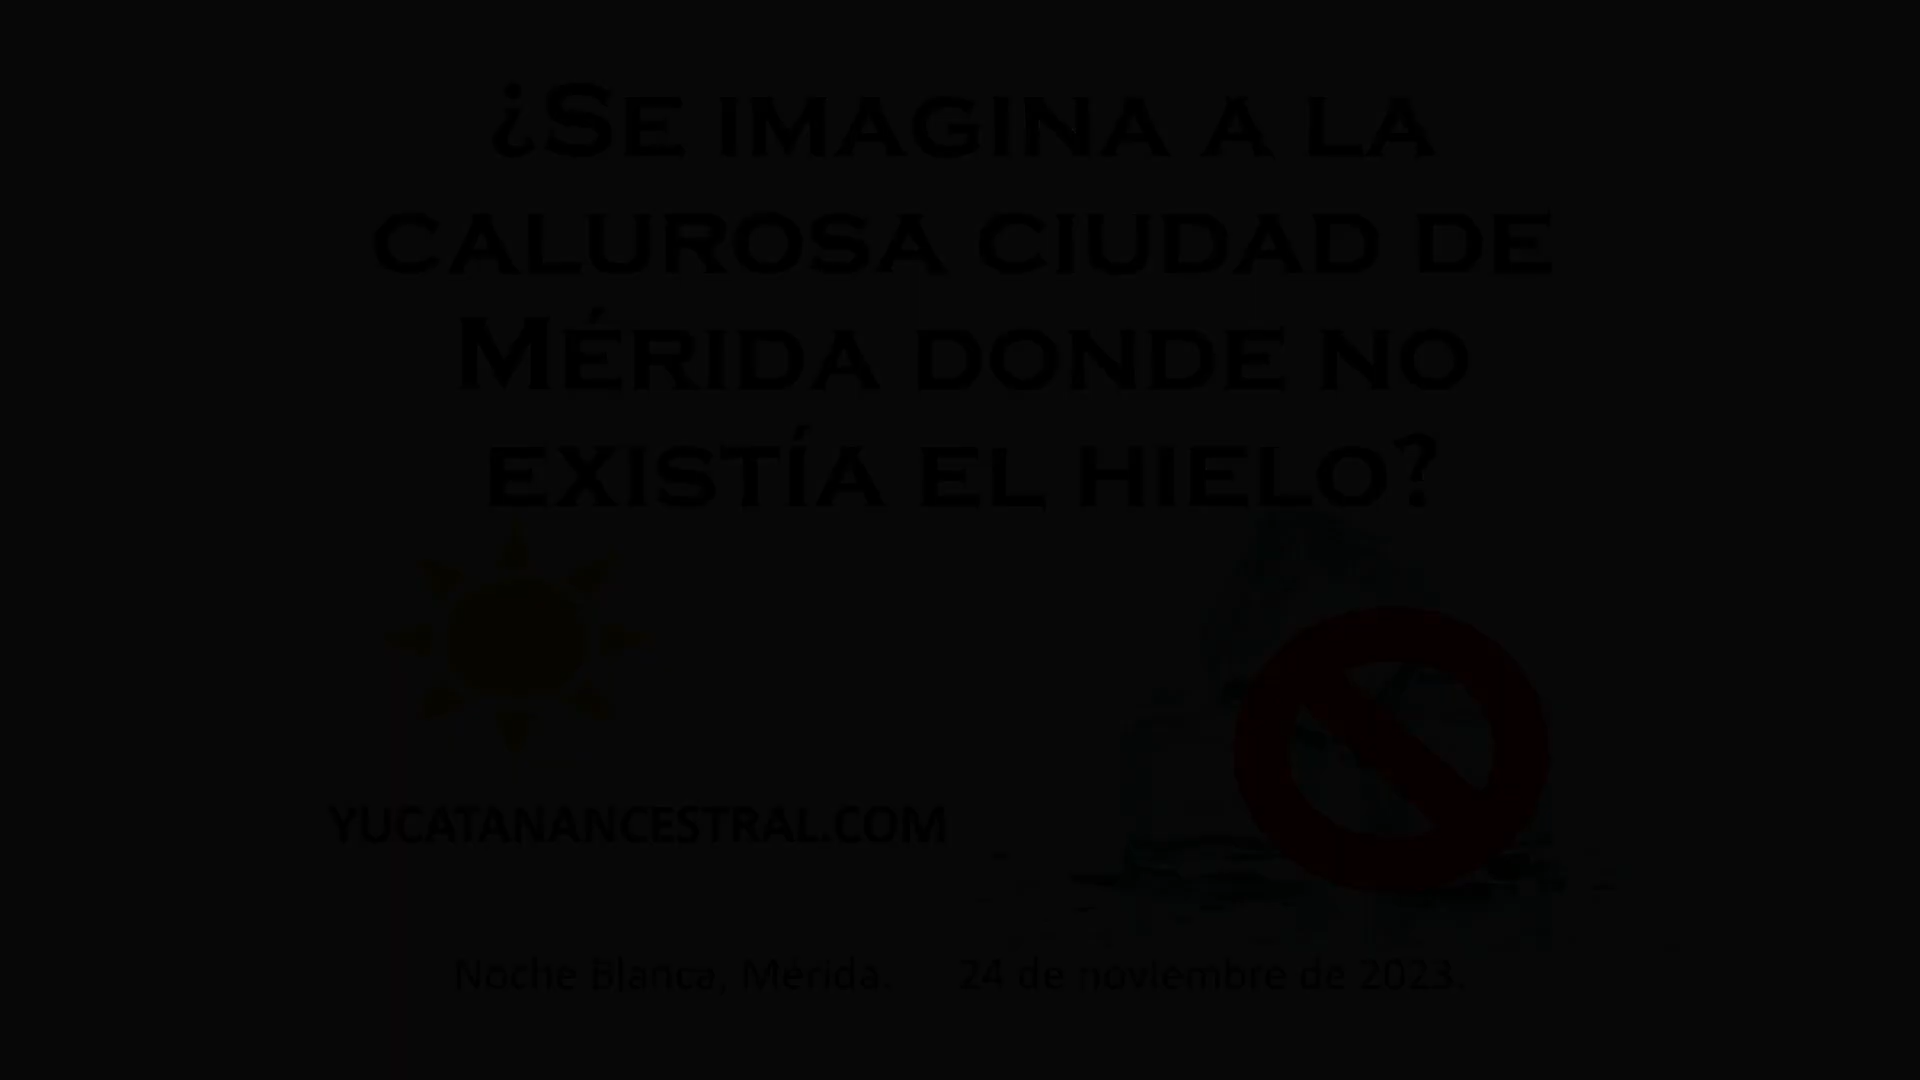 ¿SE IMAGINA A LA
CALUROSA CIUDAD DE
MÉRIDA DONDE NO
EXISTÍA EL HIELO?
YUCATANANCESTRAL.COM
Noche Blanca, Mérida. 24 de noviembre de 2023.